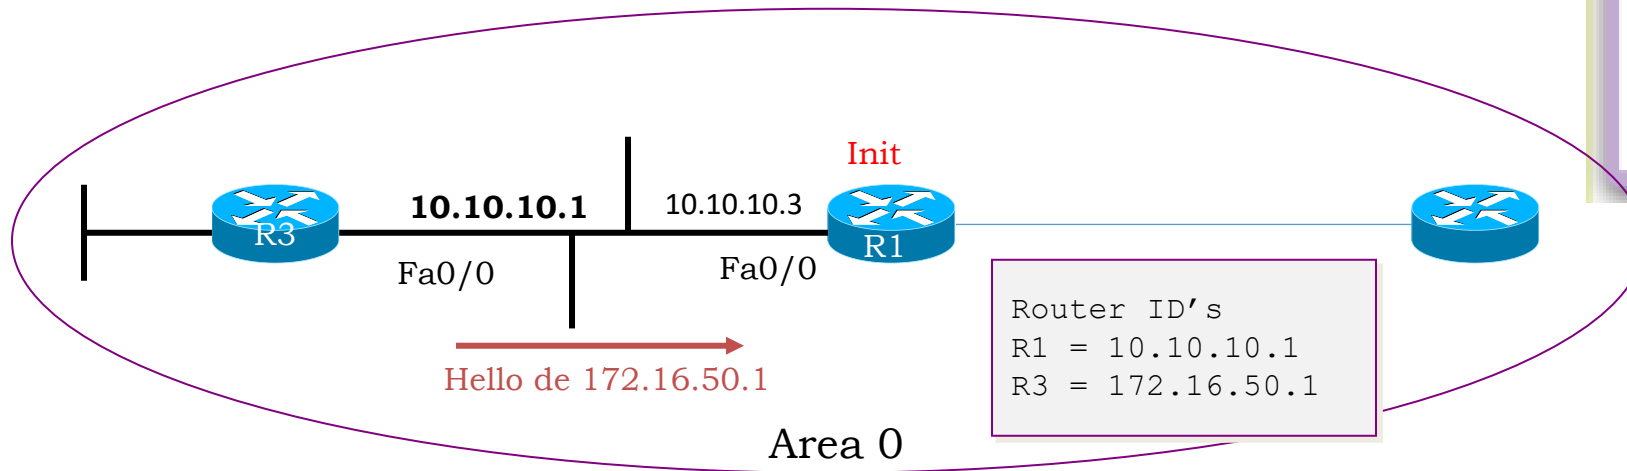 Init
10.10.10.1
10.10.10.3
R3
R1
Fa0/0
Fa0/0
Hello de 172.16.50.1
Router ID’s
R1 = 10.10.10.1
R3 = 172.16.50.1
Area 0